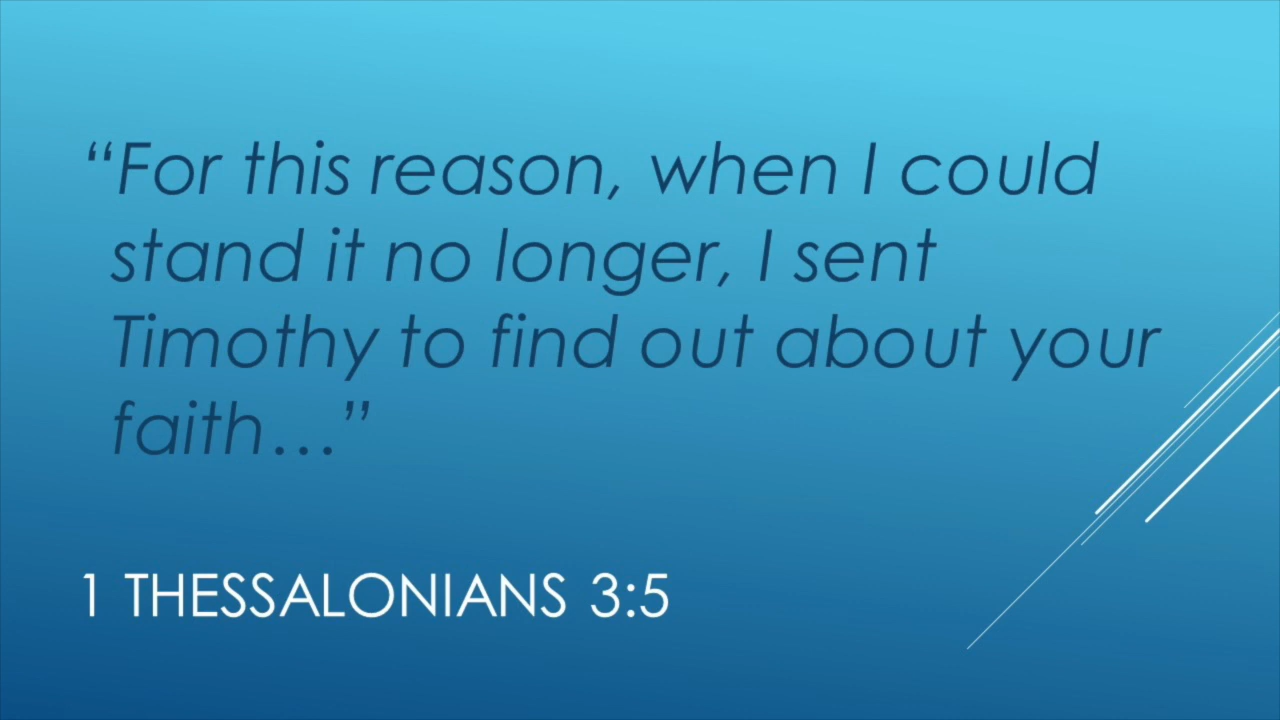 “For this reason, when I could
stand it no longer, I sent
Timothy to find out about your
faith…”
1 THESSALONIANS 3:5